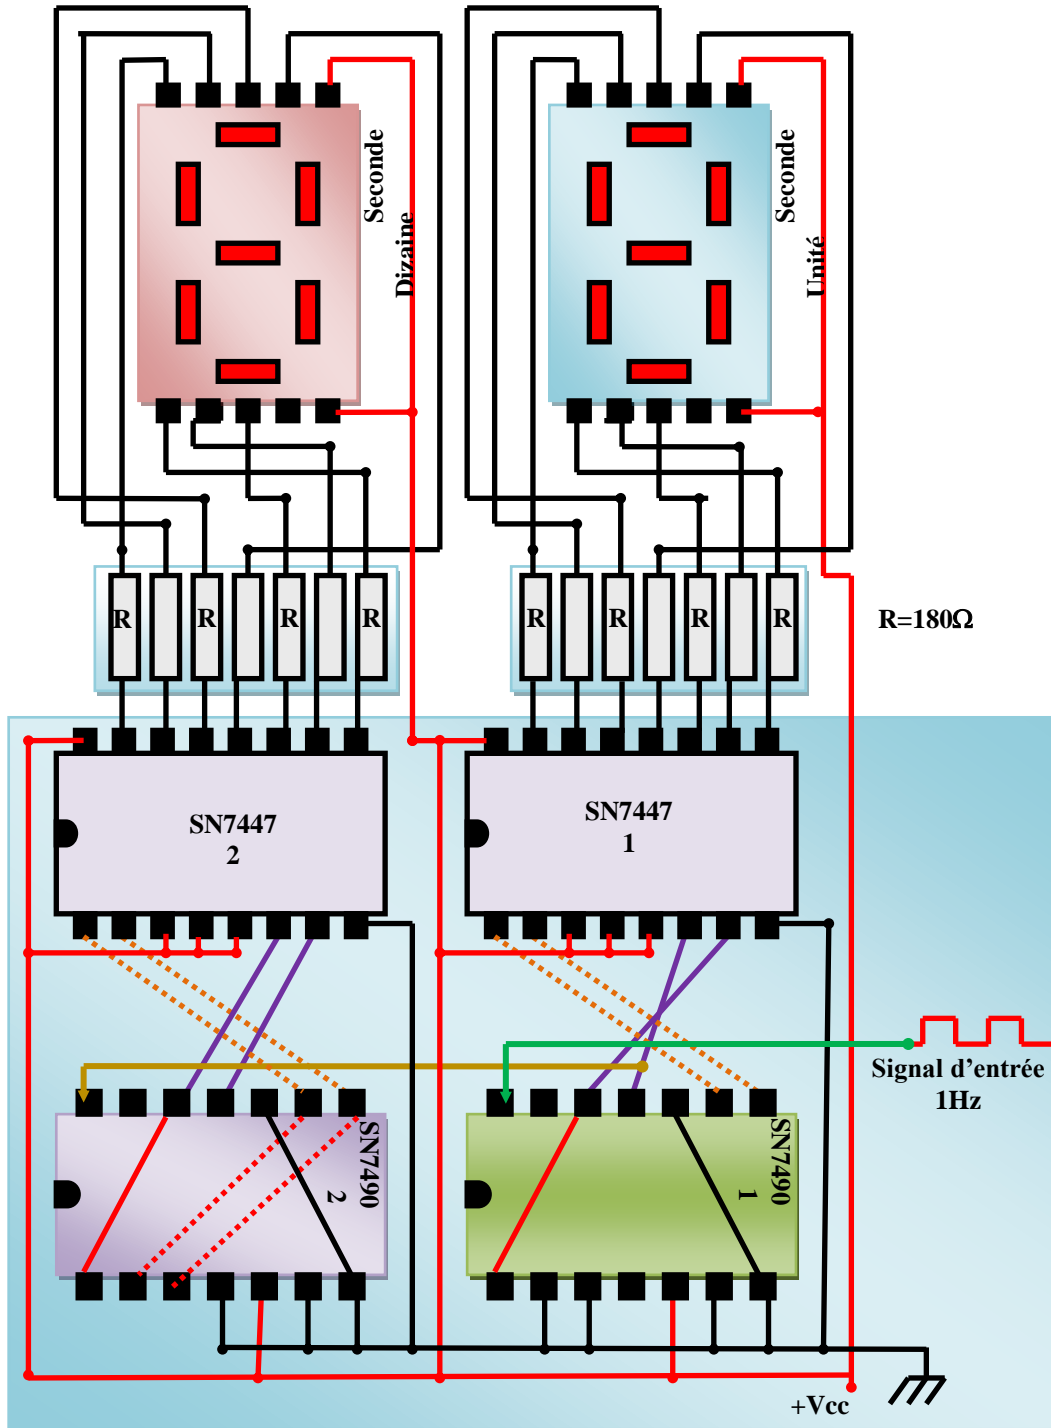 Seconde
Dizaine
Seconde
Unité
R
R
R
R
R
R
R
R
R=180Ω
SN7447
2
SN7447
1
Signal d’entrée
1Hz
SN7490
2
SN7490
1
+Vcc